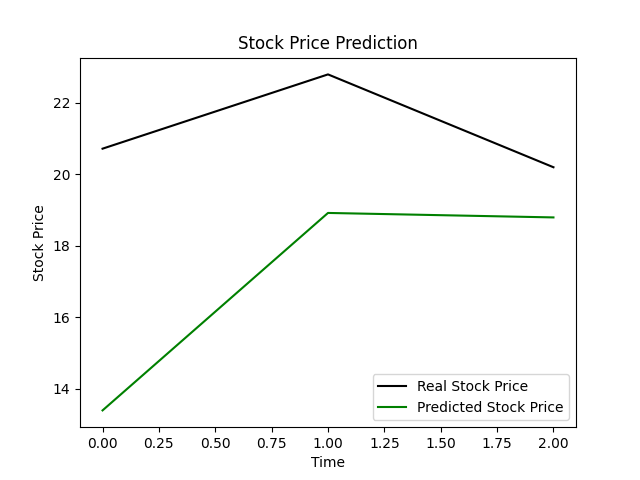 Stock Price Prediction
Stock Price
22
20
18
16
14
Real Stock Price
Predicted Stock Price
0.00 0.25 0.50 0.75 1.00 1.25 1.50 1.75 2.00
Time